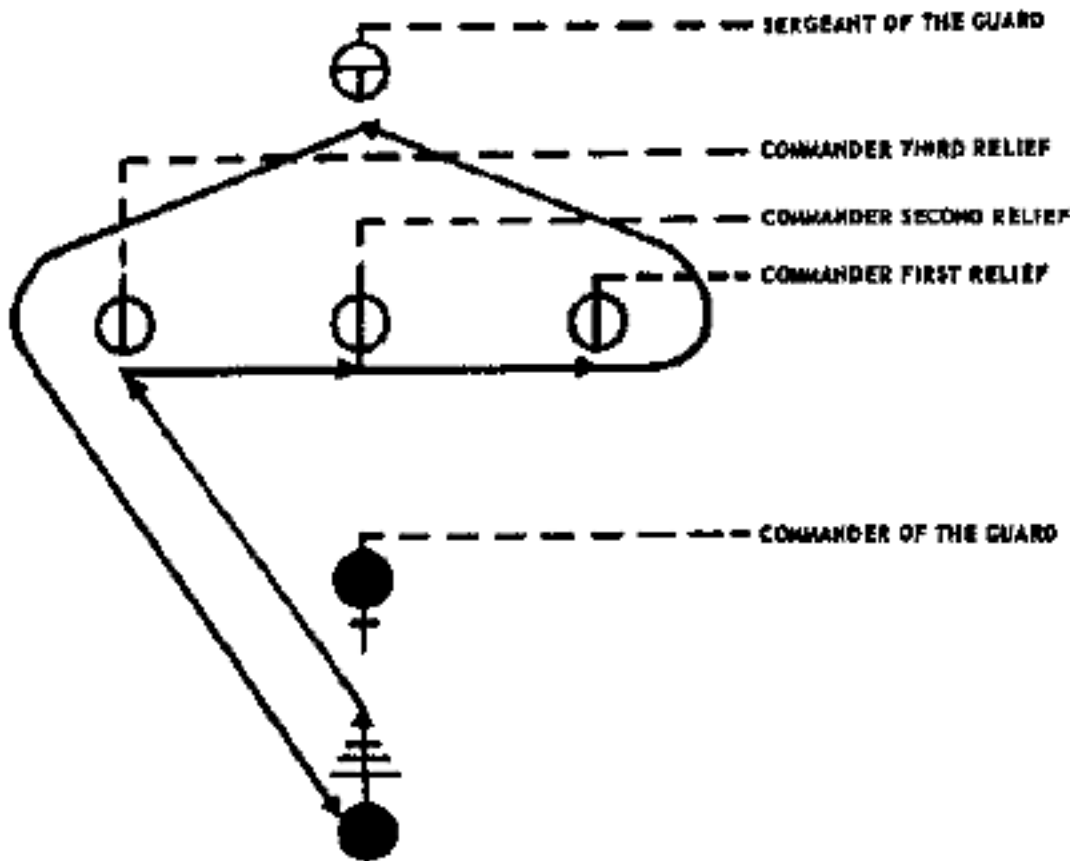 SERGEANT OF THE GUARD
COMMANDER THIRD RELIEF
COMMANDER SECOND RELIEF
COMMANDER FIRST RELIEF
COMMANDER OF THE GUARD